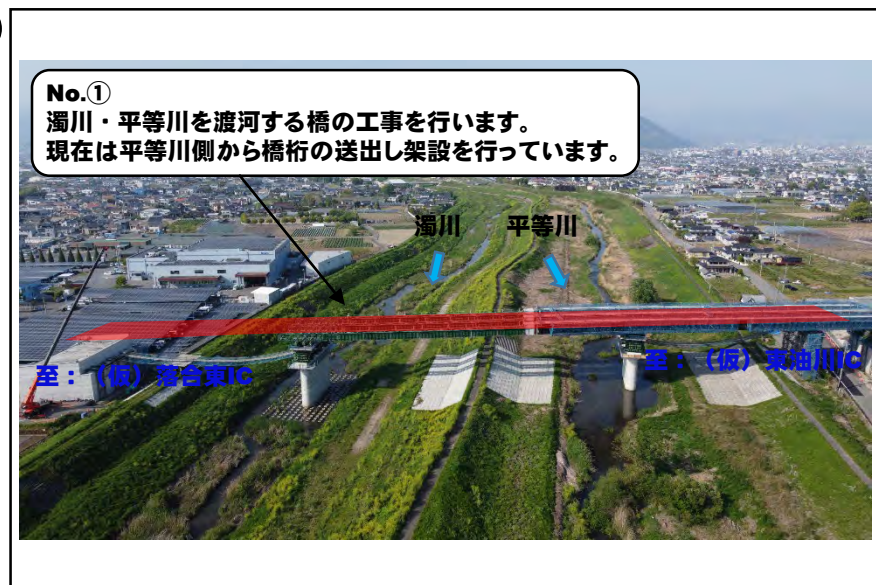 No.①
濁川・平等川を渡河する橋の工事を行います。
現在は平等川側から橋桁の送出し架設を行っています。
濁川
平等川
至：（仮）落合東IC
至：（仮）東油川IC